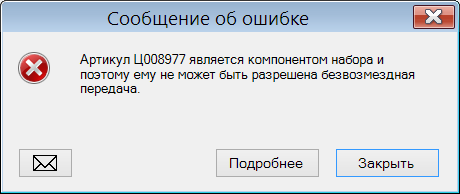 Сообщение об ошибке
Артикул Ц008977 является компонентом набора и
поэтому ему не может быть разрешена безвозмездная
передача.
Подробнее
Закрыть